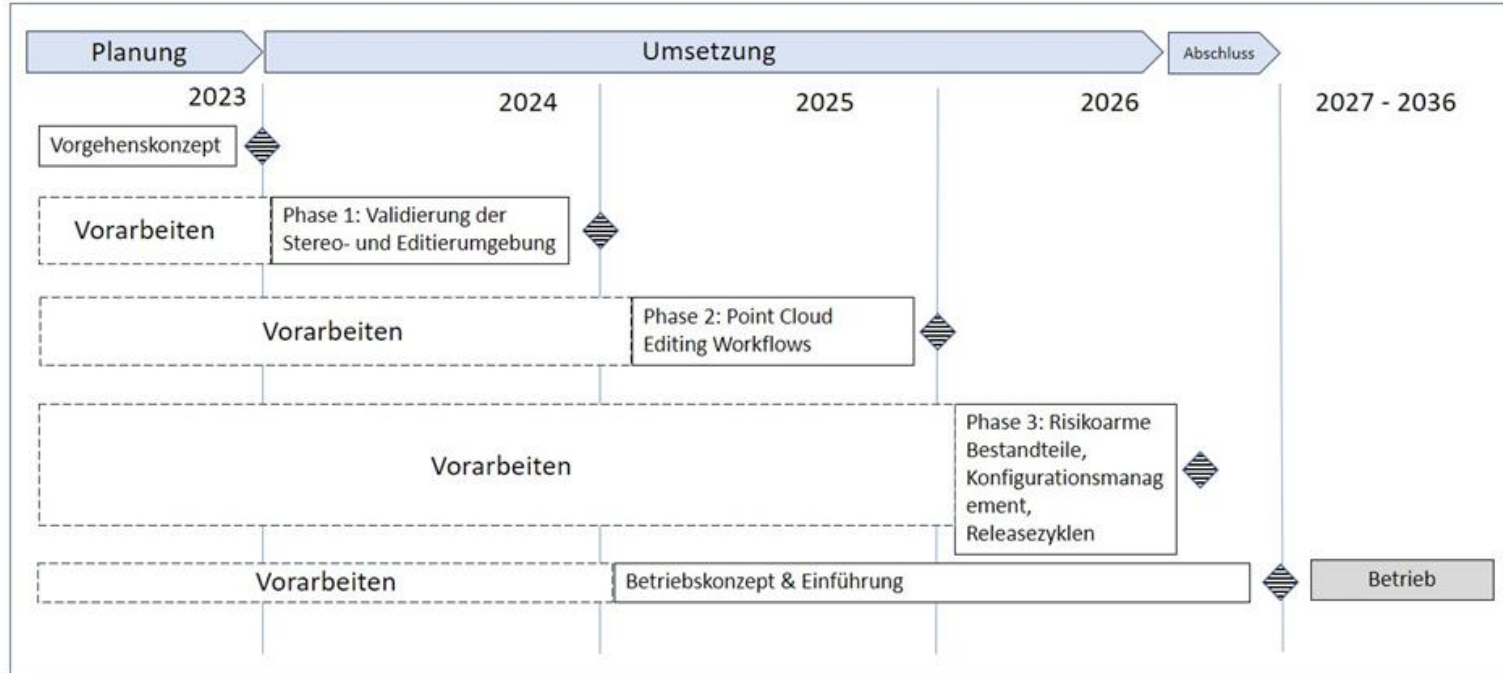 Planung
Umsetzung
Abschluss
2023
2024
2025
2026
2027 - 2036
Vorgehenskonzept
Vorarbeiten
Phase 1: Validierung der
Stereo- und Editierumgebung
Vorarbeiten
Phase 2: Point Cloud
Editing Workflows
Vorarbeiten
Phase 3: Risikoarme
Bestandteile,
Konfigurationsmanag
ement,
Releasezyklen
Vorarbeiten
Betriebskonzept & Einführung
Betrieb